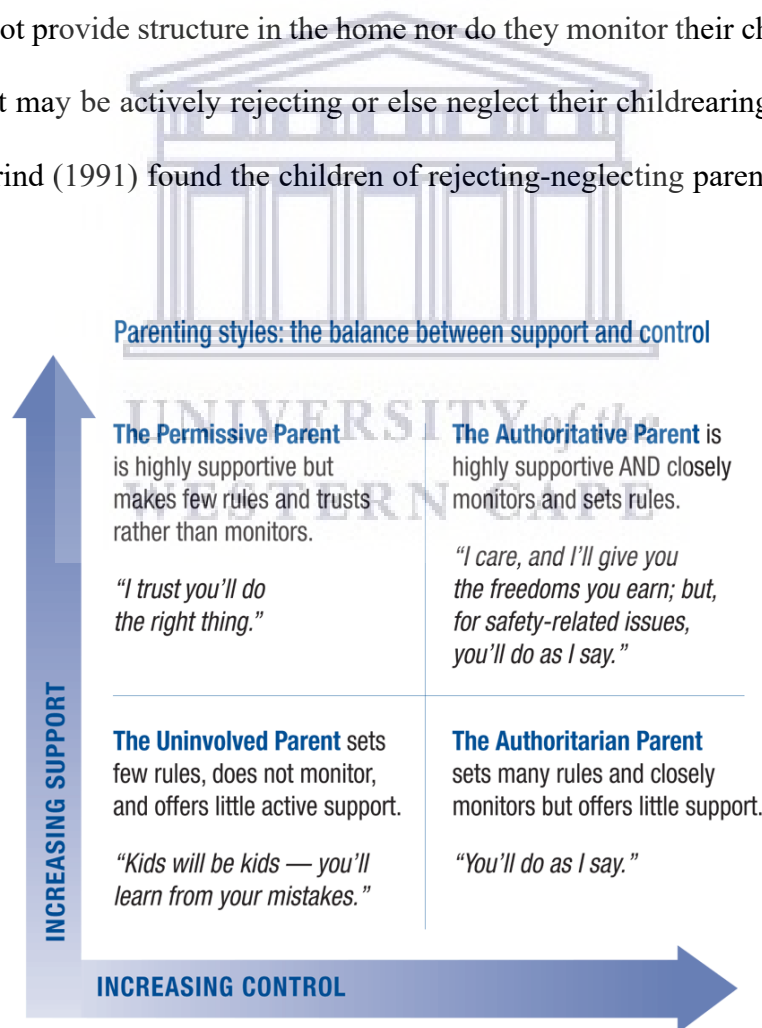 ot provide structure in the home nor do they monitor their ch
t may be actively rejecting or else neglect their childrearing
rind (1991) found the children of rejecting-neglecting paren
Parenting styles: the balance between support and control
UNIVERSITY of the
WESTERN CAPE
The Permissive Parent
is highly supportive but
makes few rules and trusts
rather than monitors.
“I trust you’ll do
the right thing.”
The Authoritative Parent is
highly supportive AND closely
monitors and sets rules.
“I care, and I’ll give you
the freedoms you earn; but,
for safety-related issues,
you’ll do as I say.”
The Uninvolved Parent sets
few rules, does not monitor,
and offers little active support.
“Kids will be kids — you’ll
learn from your mistakes.”
The Authoritarian Parent
sets many rules and closely
monitors but offers little support.
“You’ll do as I say.”
INCREASING SUPPORT
INCREASING CONTROL